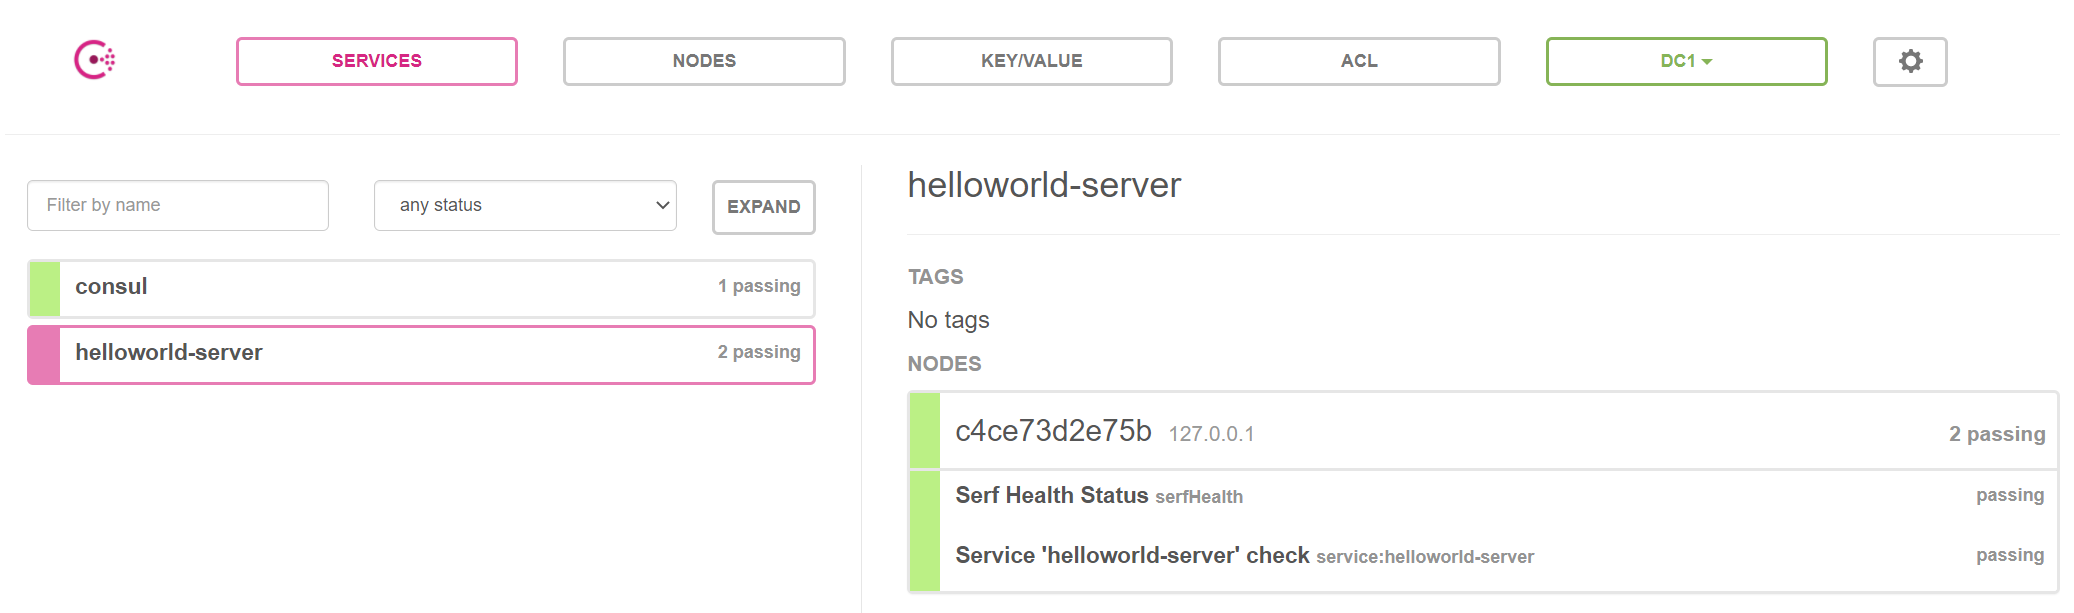 SERVICES NODES KEY/VALUE ACL DC1
Filter by name any status EXPAND
consul 1 passing
helloworld-server 2 passing
helloworld-server
TAGS
No tags
NODES
c4ce73d2e75b 127.0.0.1 2 passing
Serf Health Status serfHealth passing
Service 'helloworld-server' check service:helloworld-server passing